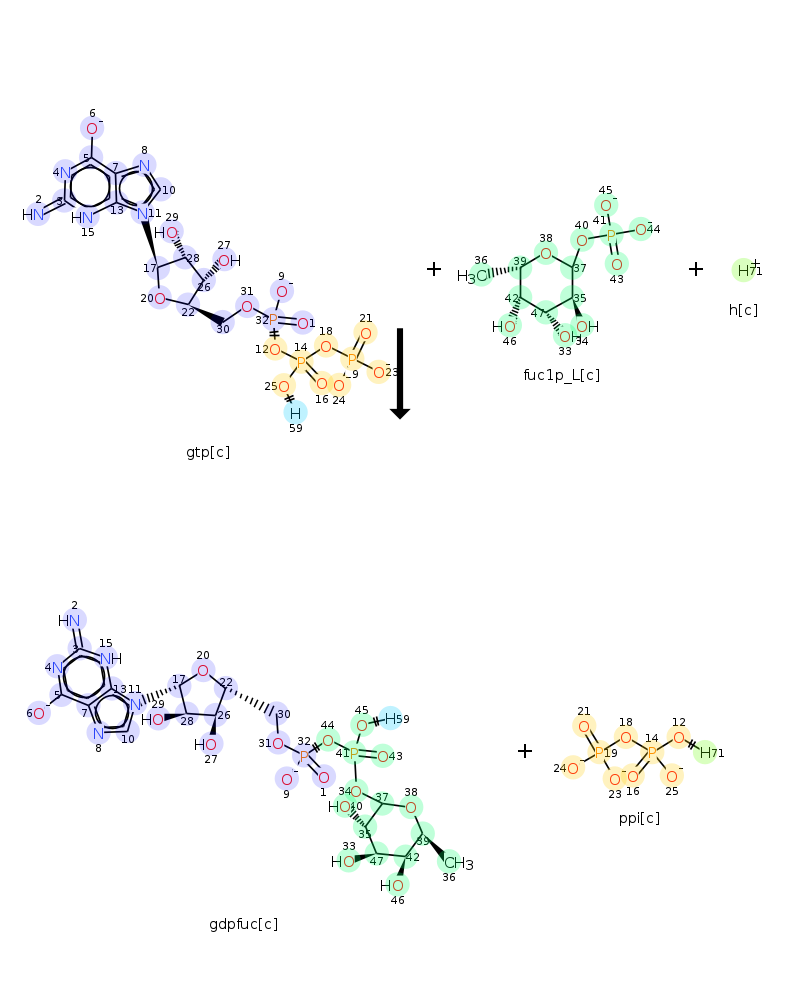 6
O-
5
4 N
7
8
N
10
2
HN
3
HN
15
13
N 11
29
HO
28
27
OH
26
17
20 O
22
30
31
O
9
O-
32 P
O 1
12 O
14
P
18
O
21
O
P 19
O- 23
25 O
16
O
O-
24
H
59
gtp[c]
+
36
H3C
39
38
O
40
O
45
O-
41
P
O- 44
O
43
37
35
42
47
HO
46
OH
33
OH
34
fuc1p_L[c]
+
H+ 71
h[c]
2
HN
3
15
NH
4 N
5
6 O-
7
N
8
10
13
N 11
29
HO
17
20
O
22
28
26
HO
27
30
31 O
32
P
O-
9
O
1
44
O
45
O
H 59
41 P
O 43
34 O
HO 40
37
38
O
35
39
33
HO
47
42
HO
46
CH3
36
gdpfuc[c]
+
21
O
18
O
12
O
H 71
24 O-
P 19
14
P
O-
23
O
16
O-
25
ppi[c]